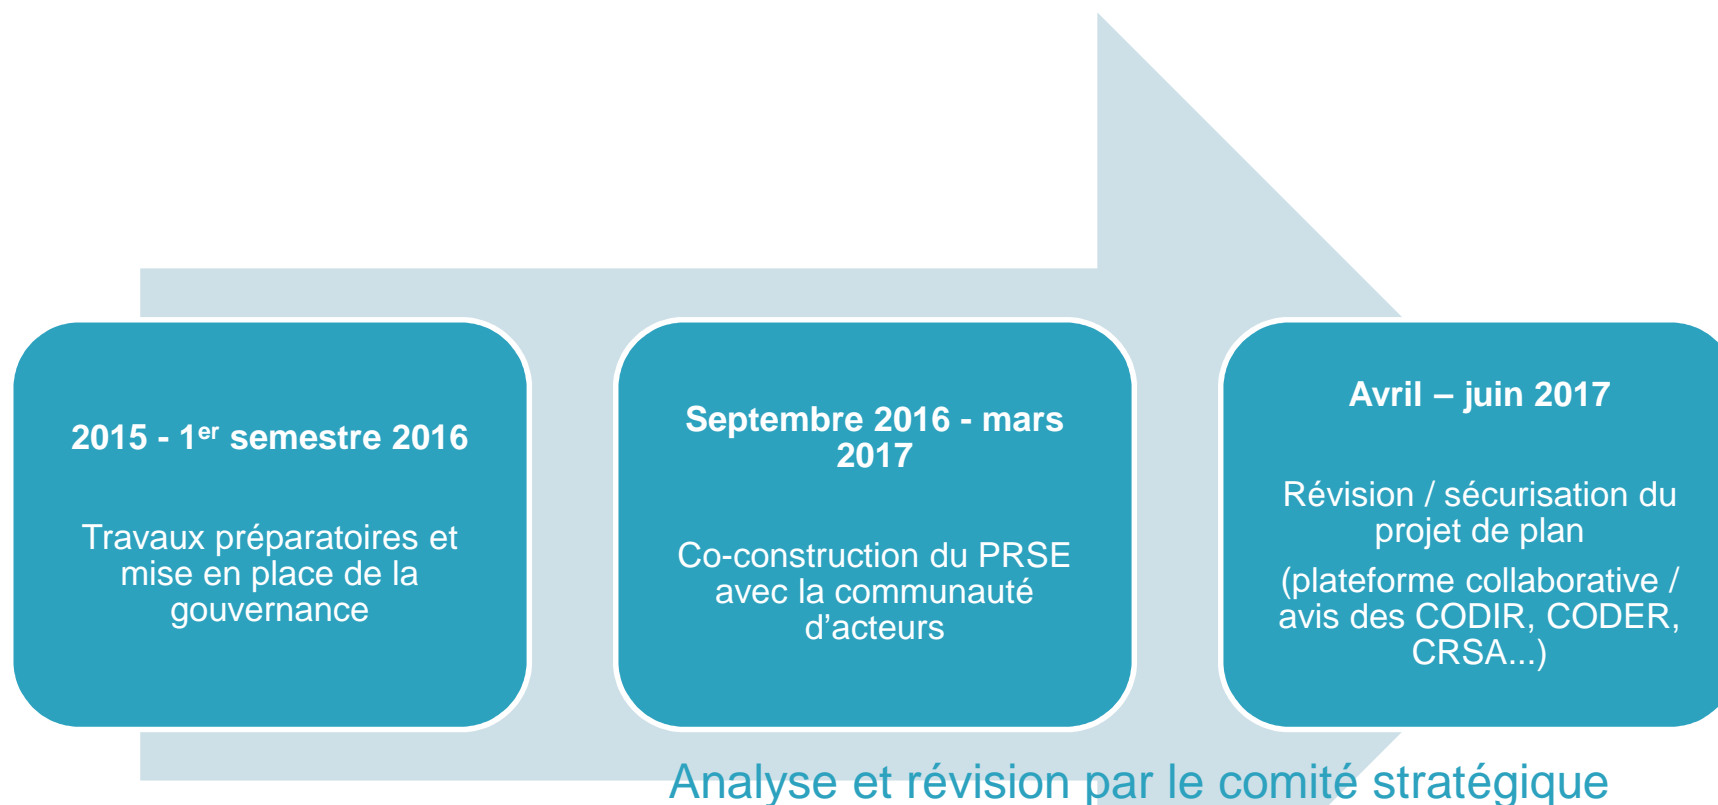 2015 - 1er semestre 2016
Travaux préparatoires et
mise en place de la
gouvernance
Septembre 2016 - mars
2017
Co-construction du PRSE
avec la communauté
d’acteurs
Avril – juin 2017
Révision / sécurisation du
projet de plan
(plateforme collaborative /
avis des CODIR, CODER,
CRSA...)
Analyse et révision par le comité stratégique